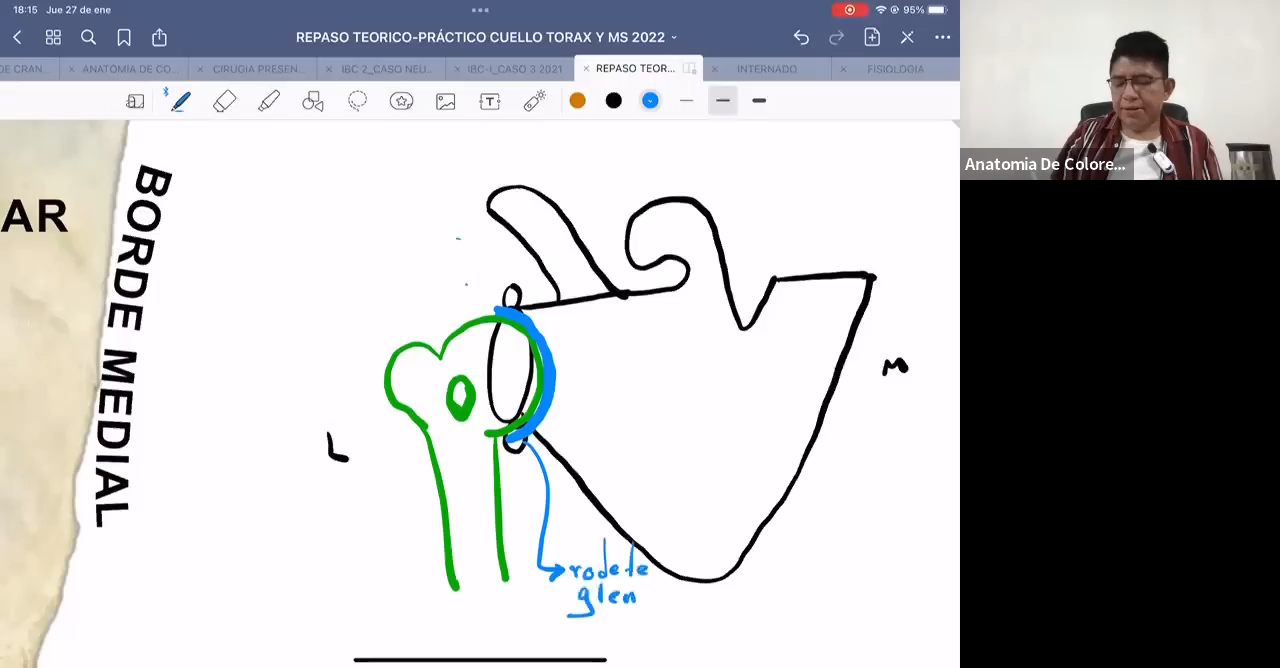 18:15 Jue 27 de ene
95%
REPASO TEORICO-PRÁCTICO CUELLO TORAX Y MS 2022
DE CRAN...
ANATOMÍA DE CO...
CIRUGIA PRESEN...
IBC 2_CASO NEU...
IBC-I_CASO 3 2021
REPASO TEOR...
INTERNADO
FISIOLOGIA
AR
BORDE MEDIAL
L
M
rodete
glen
Anatomia De Colore...